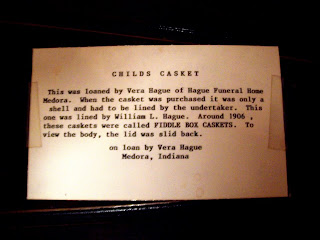 CHILDS CASKET
This was loaned by Vera Hague of Hague Funeral Home
Medora. When the casket was purchased it was only a
shell and had to be lined by the undertaker. This
one was lined by William L. Hague. Around 1906 ,
these caskets were called FIDDLE BOX CASKETS. To
view the body, the lid was slid back.
on loan by Vera Hague
Medora, Indiana